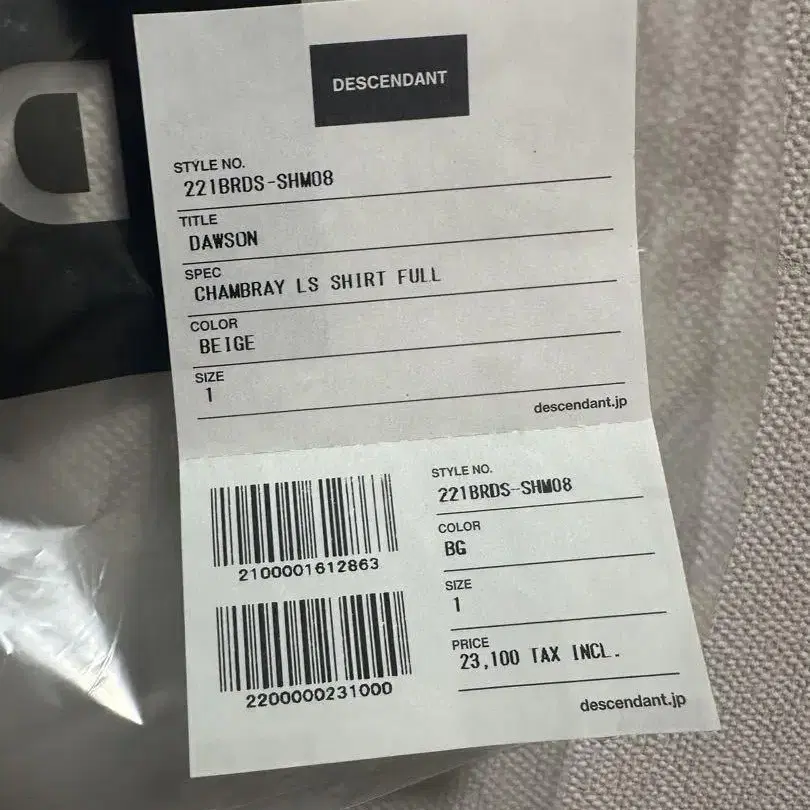 DESCENDANT
STYLE NO.
221BRDS-SHM08
TITLE
DAWSON
SPEC
CHAMBRAY LS SHIRT FULL
COLOR
BEIGE
SIZE
1
descendant.jp
2100001612863
2200000231000
STYLE NO.
221BRDS-SHM08
COLOR
BG
SIZE
1
PRICE
23,100 TAX INCL.
descendant.jp
D